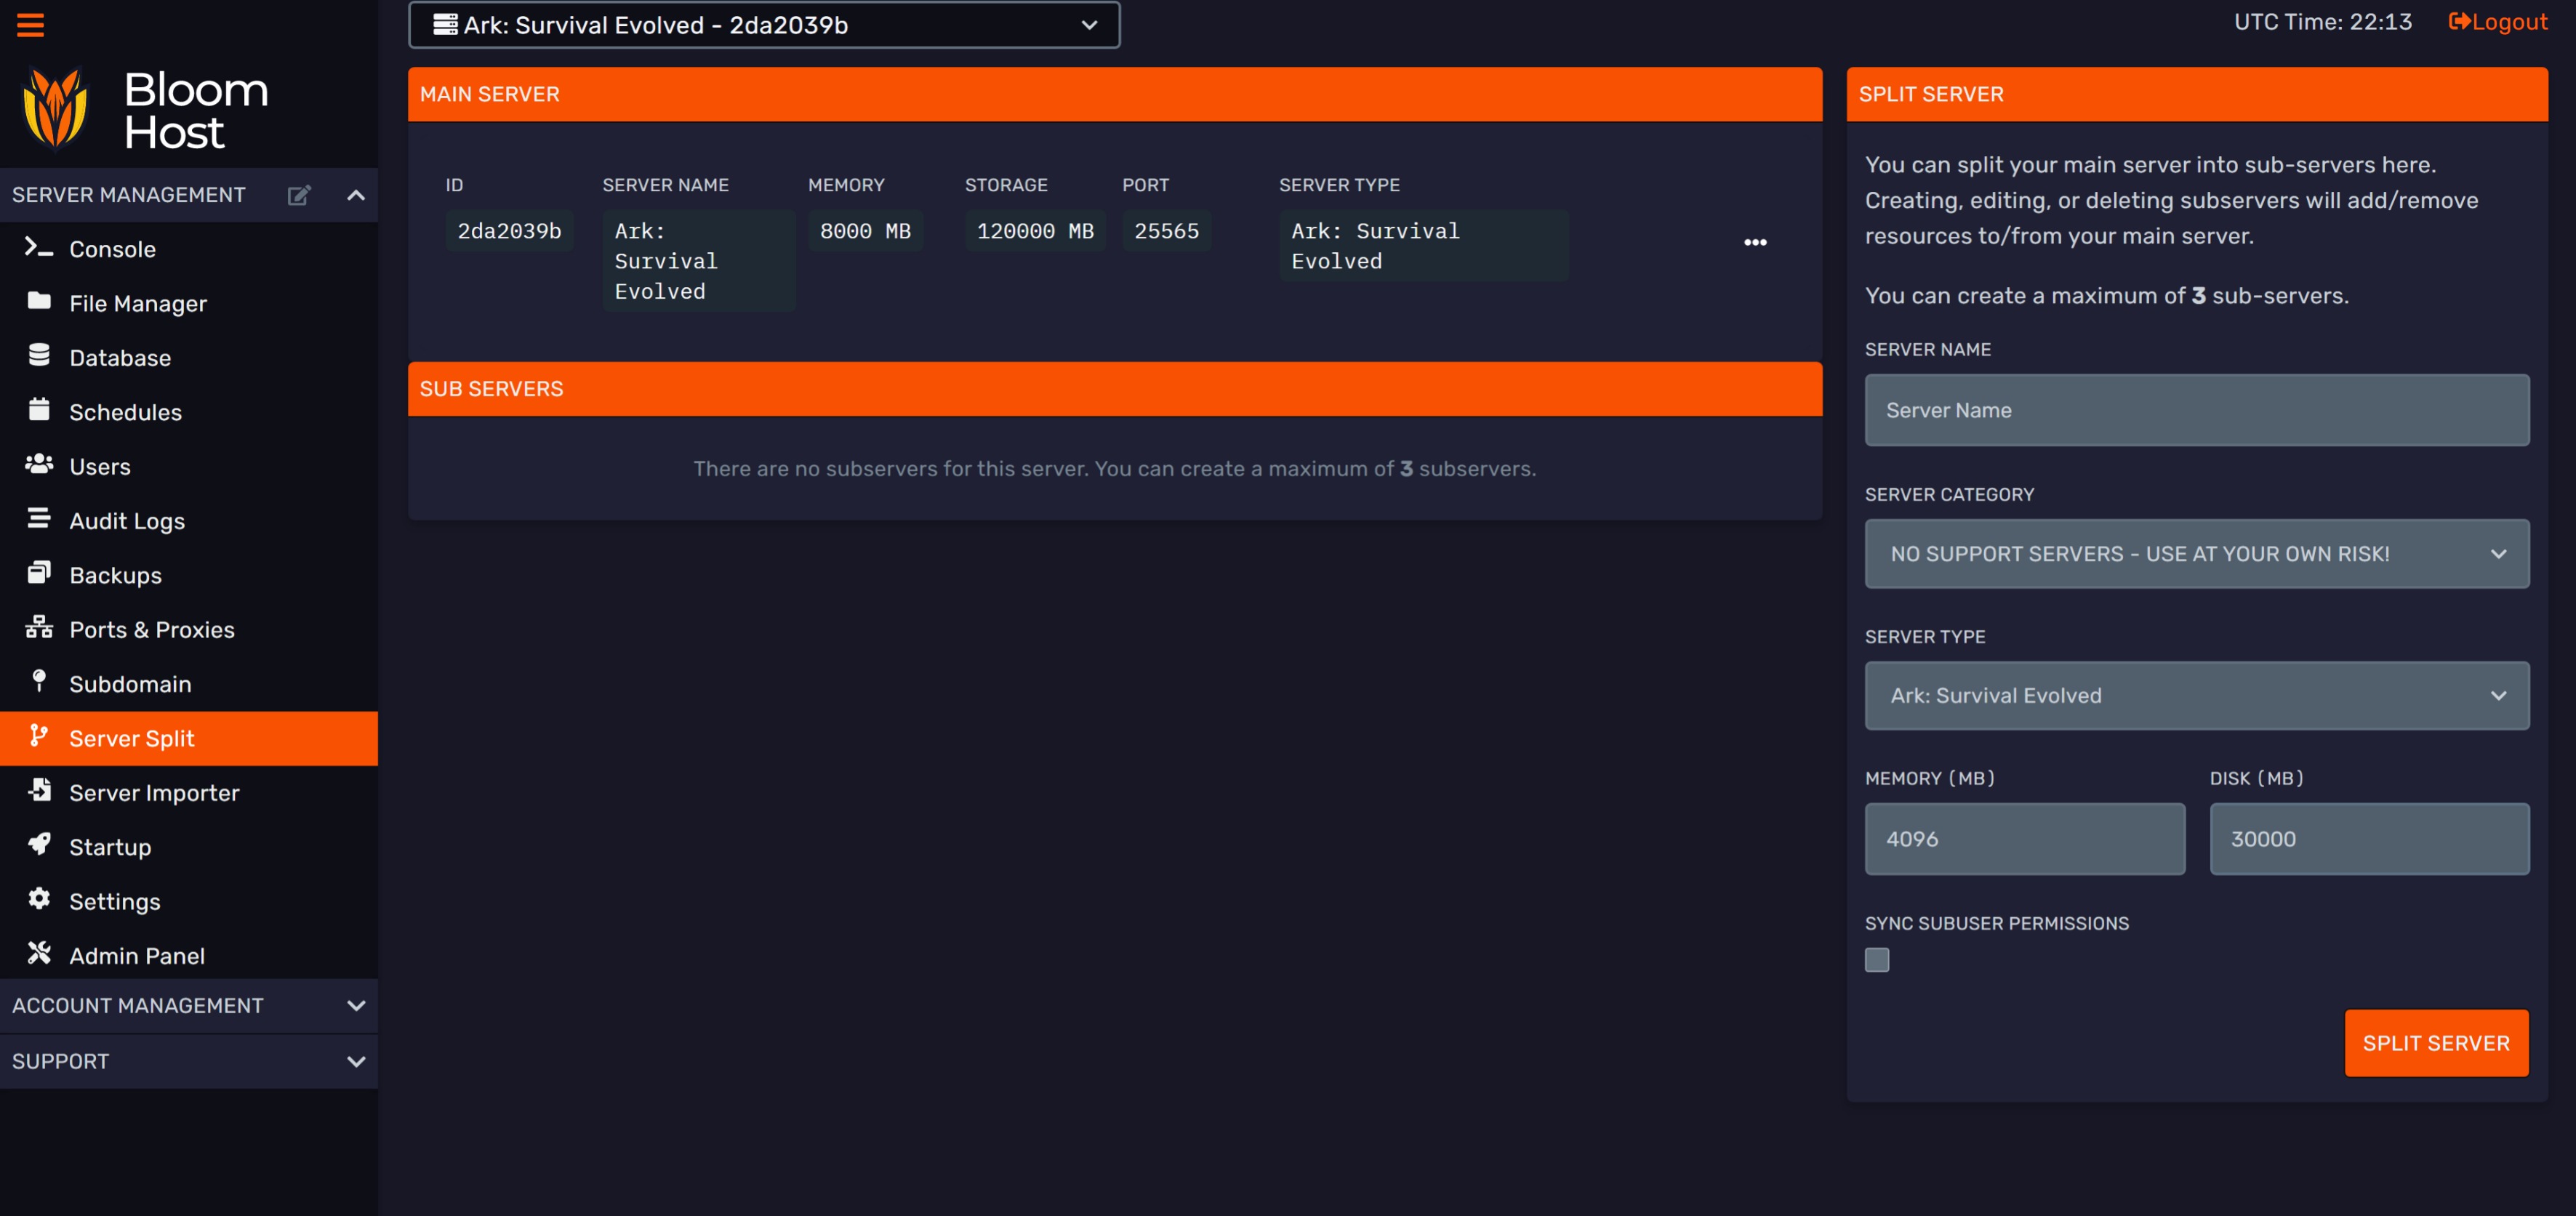 Ark: Survival Evolved - 2da2039b
UTC Time: 22:13
Logout
Bloom
Host
SERVER MANAGEMENT
Console
File Manager
Database
Schedules
Users
Audit Logs
Backups
Ports & Proxies
Subdomain
Server Split
Server Importer
Startup
Settings
Admin Panel
ACCOUNT MANAGEMENT
SUPPORT
MAIN SERVER
ID SERVER NAME MEMORY STORAGE PORT SERVER TYPE
2da2039b Ark: 8000 MB 120000 MB 25565 Ark: Survival
Survival Evolved
Evolved
SUB SERVERS
There are no subservers for this server. You can create a maximum of 3 subservers.
SPLIT SERVER
You can split your main server into sub-servers here.
Creating, editing, or deleting subservers will add/remove
resources to/from your main server.
You can create a maximum of 3 sub-servers.
SERVER NAME
Server Name
SERVER CATEGORY
NO SUPPORT SERVERS - USE AT YOUR OWN RISK!
SERVER TYPE
Ark: Survival Evolved
MEMORY (MB) DISK (MB)
4096 30000
SYNC SUBUSER PERMISSIONS
SPLIT SERVER